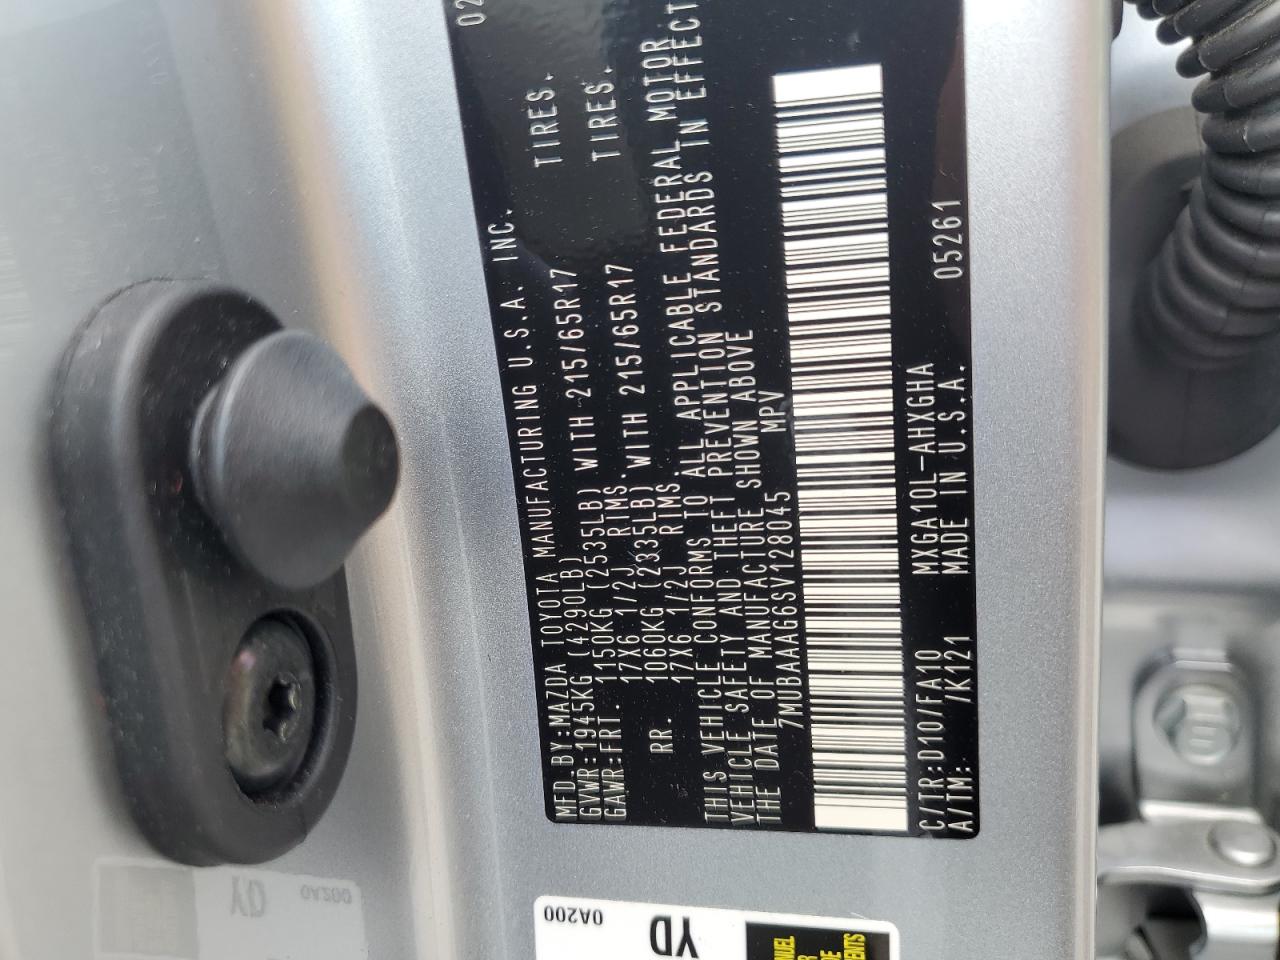 02
MFD.BY:MAZDA TOYOTA MANUFACTURING U.S.A. INC.
GVWR:1945KG (4290LB)
GAWR:FRT. 1150KG (2535LB) WITH 215/65R17 TIRES.
17X6 1/2J RIMS.
RR. 1060KG (2335LB) WITH 215/65R17 TIRES.
17X6 1/2J RIMS
THIS VEHICLE CONFORMS TO ALL APPLICABLE FEDERAL MOTOR
VEHICLE SAFETY AND THEFT PREVENTION STANDARDS IN EFFECT
THE DATE OF MANUFACTURE SHOWN ABOVE
7MUBAAAG6SV128045 MPV
C/TR:D10/FA10 MXGA10L-AHXGHA 05261
A/TM: /K121 MADE IN U.S.A.
0A200
YD